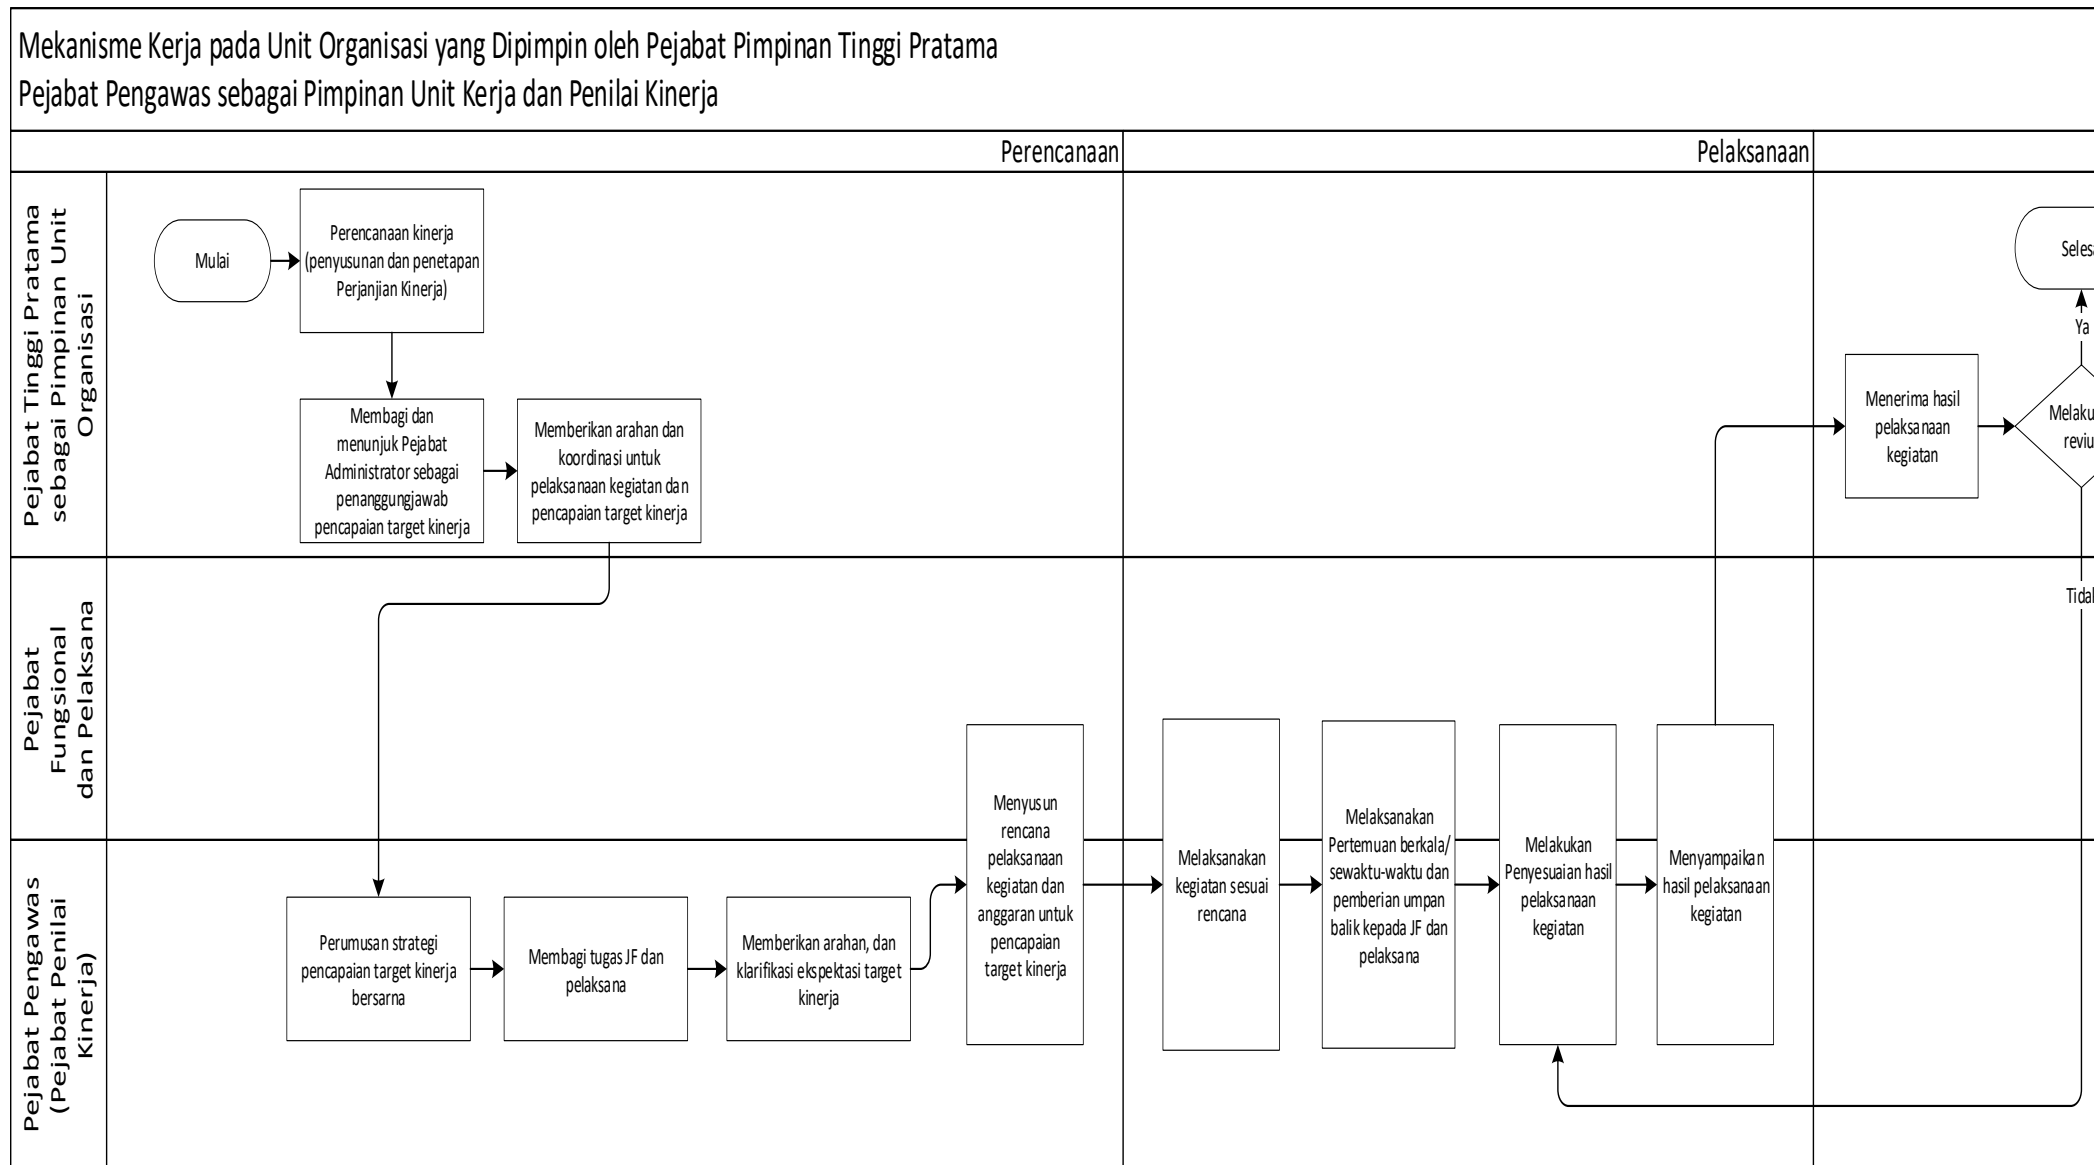 Mekanisme Kerja pada Unit Organisasi yang Dipimpin oleh Pejabat Pimpinan Tinggi Pratama
Pejabat Pengawas sebagai Pimpinan Unit Kerja dan Penilai Kinerja
Perencanaan
Pelaksanaan
Pejabat Tinggi Pratama
sebagai Pimpinan Unit
Organisasi
Mulai
Perencanaan kinerja
(penyusunan dan penetapan
Perjanjian Kinerja)
Membagi dan
menunjuk Pejabat
Administrator sebagai
penanggungjawab
pencapaian target kinerja
Memberikan arahan dan
koordinasi untuk
pelaksanaan kegiatan dan
pencapaian target kinerja
Menerima hasil
pelaksanaan
kegiatan
Selesa
Ya
Melaku
reviu
Tidak
Pejabat
Fungsional
dan Pelaksana
Menyusun
rencana
pelaksanaan
kegiatan dan
anggaran untuk
pencapaian
target kinerja
Melaksanakan
kegiatan sesuai
rencana
Melaksanakan
Pertemuan berkala/
sewaktu-waktu dan
pemberian umpan
balik kepada JF dan
pelaksana
Melakukan
Penyesuaian hasil
pelaksanaan
kegiatan
Menyampaikan
hasil pelaksanaan
kegiatan
Pejabat Pengawas
(Pejabat Penilai
Kinerja)
Perumusan strategi
pencapaian target kinerja
bersarna
Membagi tugas JF dan
pelaksana
Memberikan arahan, dan
klarifikasi ekspektasi target
kinerja